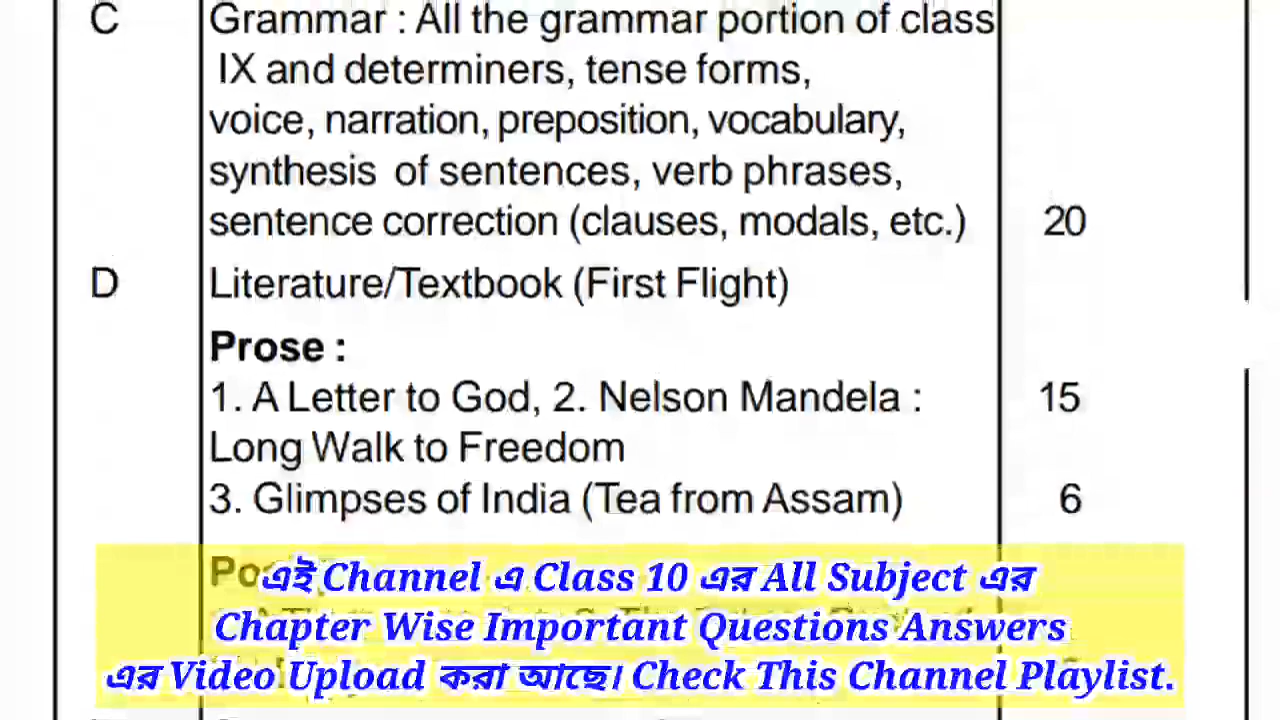 C Grammar : All the grammar portion of class
IX and determiners, tense forms,
voice, narration, preposition, vocabulary,
synthesis of sentences, verb phrases,
sentence correction (clauses, modals, etc.) 20
D Literature/Textbook (First Flight)
Prose :
1. A Letter to God, 2. Nelson Mandela : 15
Long Walk to Freedom
3. Glimpses of India (Tea from Assam) 6
এই Channel এ Class 10 এর All Subject এর
Chapter Wise Important Questions Answers
এর Video Upload করা আছে। Check This Channel Playlist.